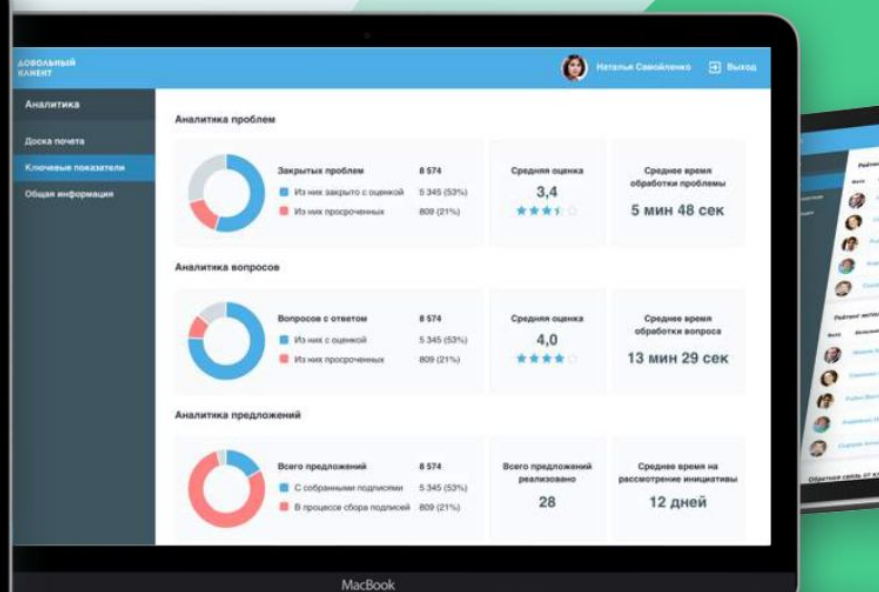 ДОВОЛЬНЫЙ
КЛИЕНТ
Наталья Самойленко
Выход
Аналитика
Доска почета
Ключевые показатели
Общая информация
Аналитика проблем
Закрытых проблем 8 574
Из них закрыто с оценкой 5 345 (53%)
Из них просроченных 809 (21%)
Средняя оценка
3,4
Среднее время
обработки проблемы
5 мин 48 сек
Аналитика вопросов
Вопросов с ответом 8 574
Из них с оценкой 5 345 (53%)
Из них просроченных 809 (21%)
Средняя оценка
4,0
Среднее время
обработки вопроса
13 мин 29 сек
Аналитика предложений
Всего предложений 8 574
С собранными подписями 5 345 (53%)
В процессе сбора подписей 809 (21%)
Всего предложений
реализовано
28
Среднее время на
рассмотрение инициативы
12 дней
MacBook
Обратная связь от